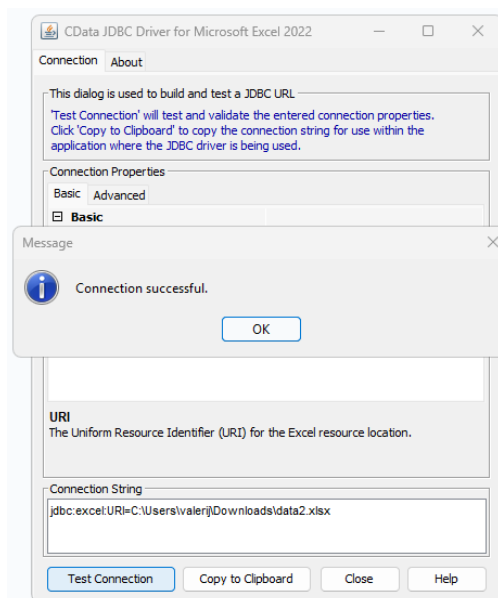 CData JDBC Driver for Microsoft Excel 2022
Connection About
This dialog is used to build and test a JDBC URL
'Test Connection' will test and validate the entered connection properties.
Click 'Copy to Clipboard' to copy the connection string for use within the
application where the JDBC driver is being used.
Connection Properties
Basic Advanced
Basic
Message
Connection successful.
OK
URI
The Uniform Resource Identifier (URI) for the Excel resource location.
Connection String
jdbc:excel:URI=C:\Users\valerij\Downloads\data2.xlsx
Test Connection Copy to Clipboard Close Help